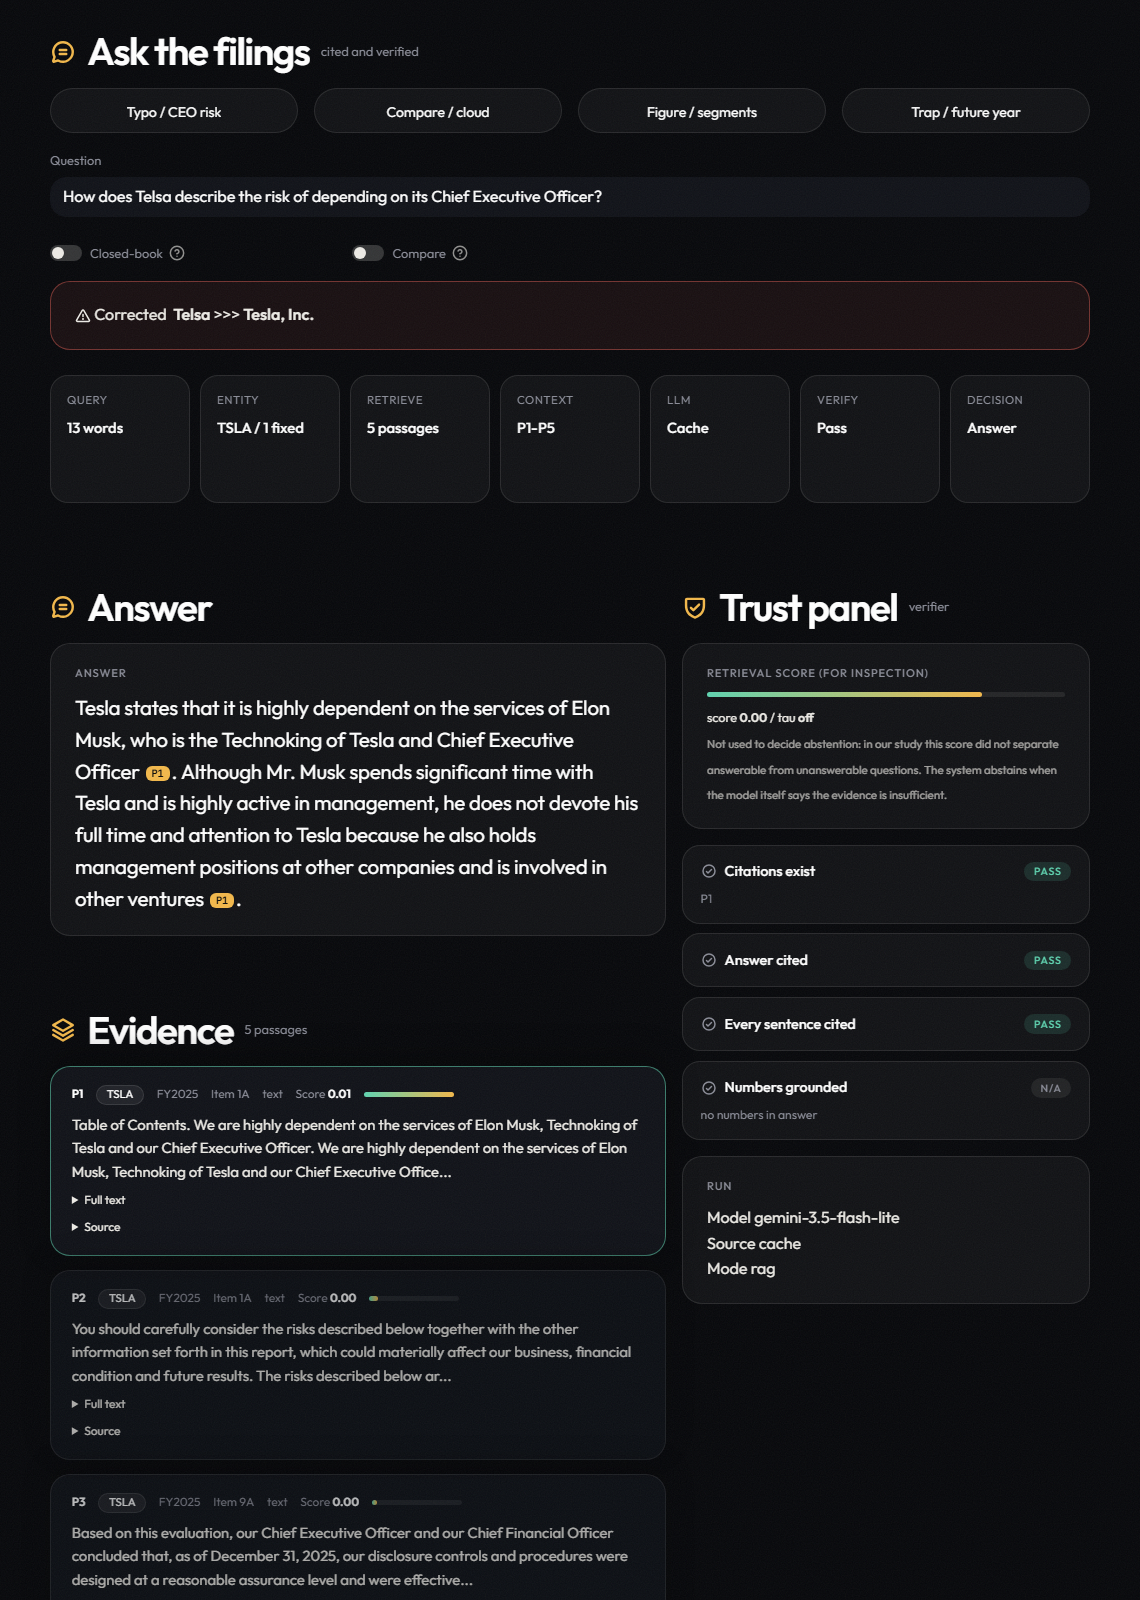 Ask the filings cited and verified
Typo / CEO risk
Compare / cloud
Figure / segments
Trap / future year
Question
How does Telsa describe the risk of depending on its Chief Executive Officer?
Closed-book ?
Compare ?
Corrected Telsa >>> Tesla, Inc.
QUERY
13 words
ENTITY
TSLA / 1 fixed
RETRIEVE
5 passages
CONTEXT
P1-P5
LLM
Cache
VERIFY
Pass
DECISION
Answer
Answer
ANSWER
Tesla states that it is highly dependent on the services of Elon
Musk, who is the Technoking of Tesla and Chief Executive
Officer P1 . Although Mr. Musk spends significant time with
Tesla and is highly active in management, he does not devote his
full time and attention to Tesla because he also holds
management positions at other companies and is involved in
other ventures P1 .
Trust panel verifier
RETRIEVAL SCORE (FOR INSPECTION)
score 0.00 / tau off
Not used to decide abstention: in our study this score did not separate
answerable from unanswerable questions. The system abstains when
the model itself says the evidence is insufficient.
Citations exist PASS
P1
Answer cited PASS
Every sentence cited PASS
Numbers grounded N/A
no numbers in answer
RUN
Model gemini-3.5-flash-lite
Source cache
Mode rag
Evidence 5 passages
P1 TSLA FY2025 Item 1A text Score 0.01
Table of Contents. We are highly dependent on the services of Elon Musk, Technoking of
Tesla and our Chief Executive Officer. We are highly dependent on the services of Elon
Musk, Technoking of Tesla and our Chief Executive Office...
Full text
Source
P2 TSLA FY2025 Item 1A text Score 0.00
You should carefully consider the risks described below together with the other
information set forth in this report, which could materially affect our business, financial
condition and future results. The risks described below ar...
Full text
Source
P3 TSLA FY2025 Item 9A text Score 0.00
Based on this evaluation, our Chief Executive Officer and our Chief Financial Officer
concluded that, as of December 31, 2025, our disclosure controls and procedures were
designed at a reasonable assurance level and were effective...